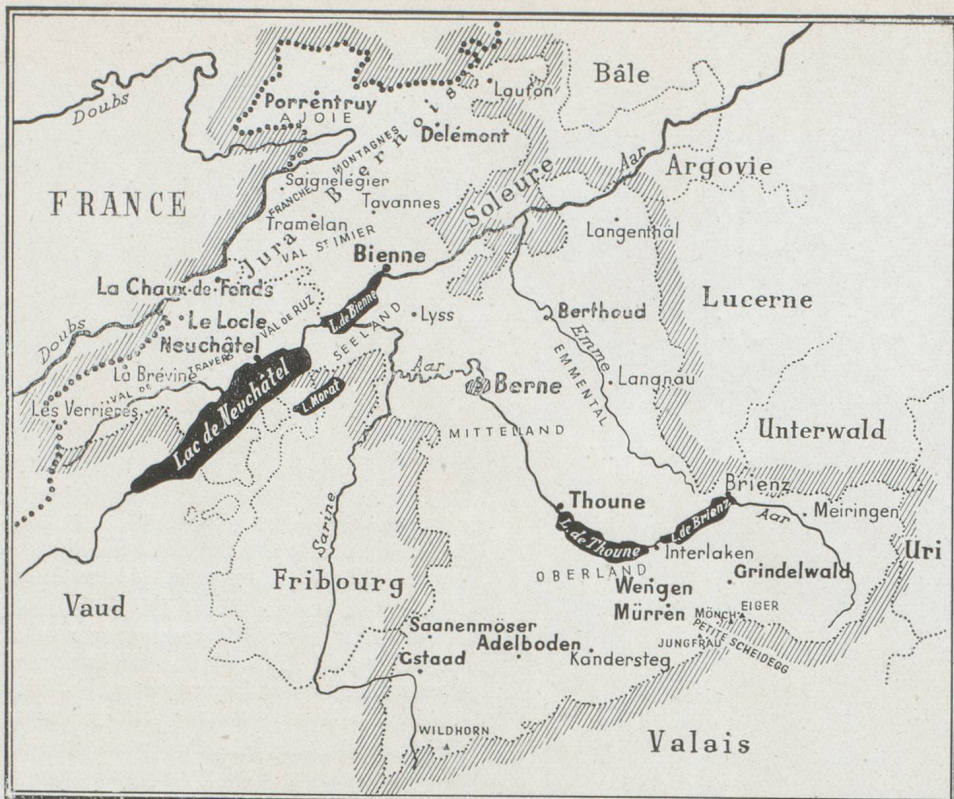 Doubs
Bâle
Laufon
Porrentruy
AJOIE
Délémont
Aar
Argovie
FRANCE
FRANCHES MONTAGNES
Saignelégier
Jura Bernois
Tavannes
Tramelan
VAL ST IMIER
Soleure
Langenthal
Bienne
La Chaux-de-Fonds
L. de Bienne
Lucerne
Doubs
Le Locle
VAL DE RUZ
SEELAND
Lyss
Berthoud
Neuchâtel
Emme
EMMENTAL
La Brévine
VAL DE TRAVERS
Aar
Berne
Langnau
Les Verrières
Lac de Neuchâtel
L. Morat
MITTELLAND
Unterwald
Brienz
Sarine
Thoune
L. de Thoune
L. de Brienz
Aar
Meiringen
Interlaken
Uri
Fribourg
OBERLAND
Grindelwald
Wengen
Vaud
Mürren
MÖNCH
EIGER
Saanenmöser
Adelboden
PETITE SCHEIDEGG
JUNGFRAU
Gstaad
Kandersteg
WILDHORN
Valais